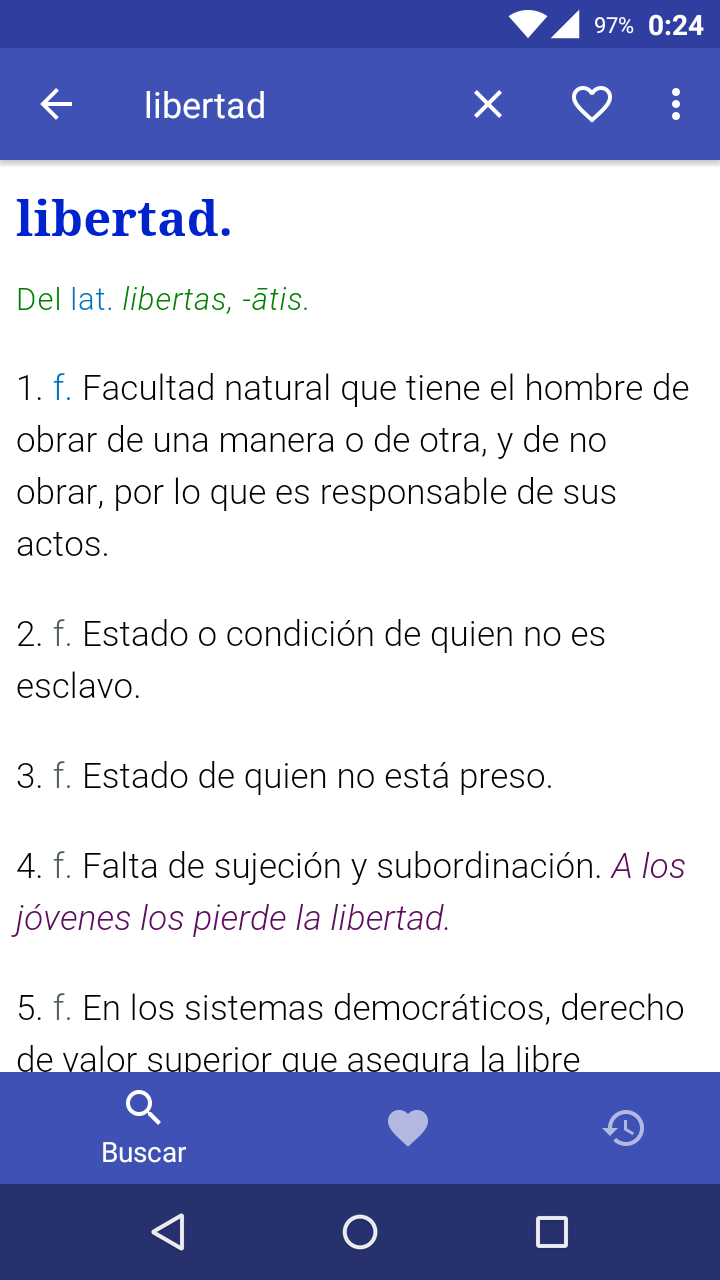 97% 0:24
libertad
libertad.
Del lat. libertas, -ātis.
1. f. Facultad natural que tiene el hombre de
obrar de una manera o de otra, y de no
obrar, por lo que es responsable de sus
actos.
2. f. Estado o condición de quien no es
esclavo.
3. f. Estado de quien no está preso.
4. f. Falta de sujeción y subordinación. A los
jóvenes los pierde la libertad.
5. f. En los sistemas democráticos, derecho
de valor superior que asegura la libre
Buscar